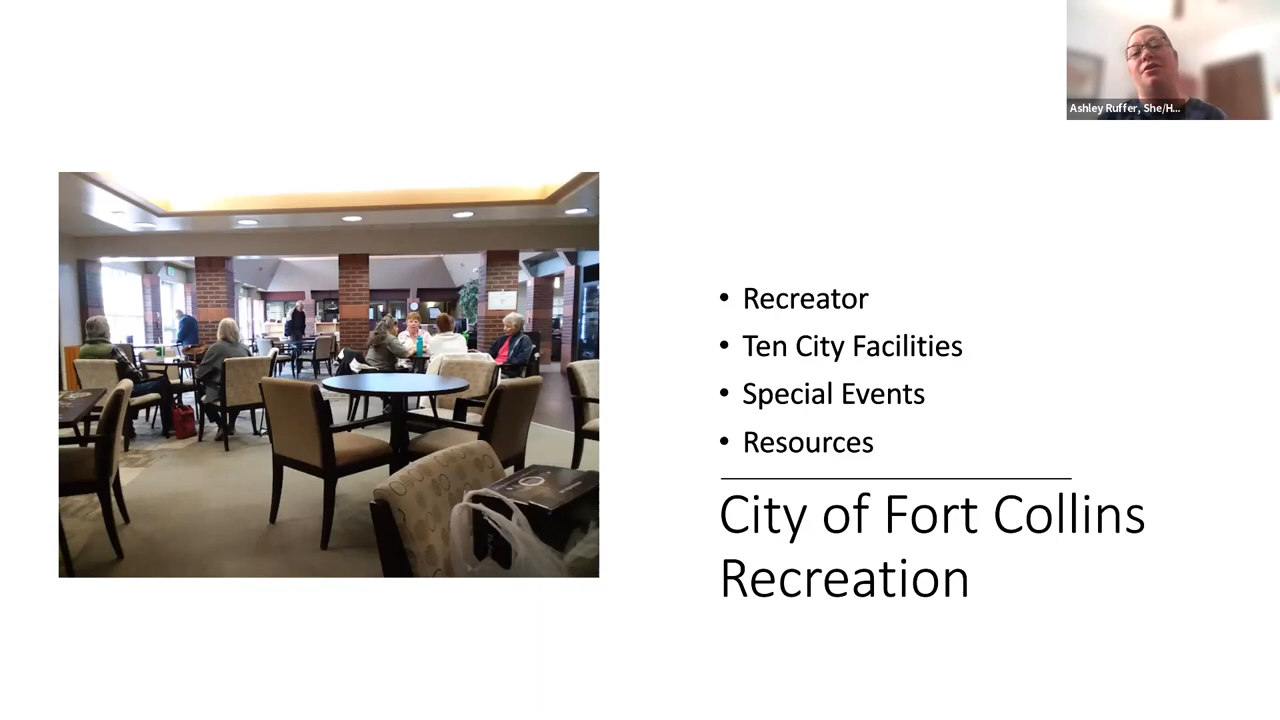 Ashley Ruffer, She/H...
• Recreator
• Ten City Facilities
• Special Events
• Resources
City of Fort Collins
Recreation